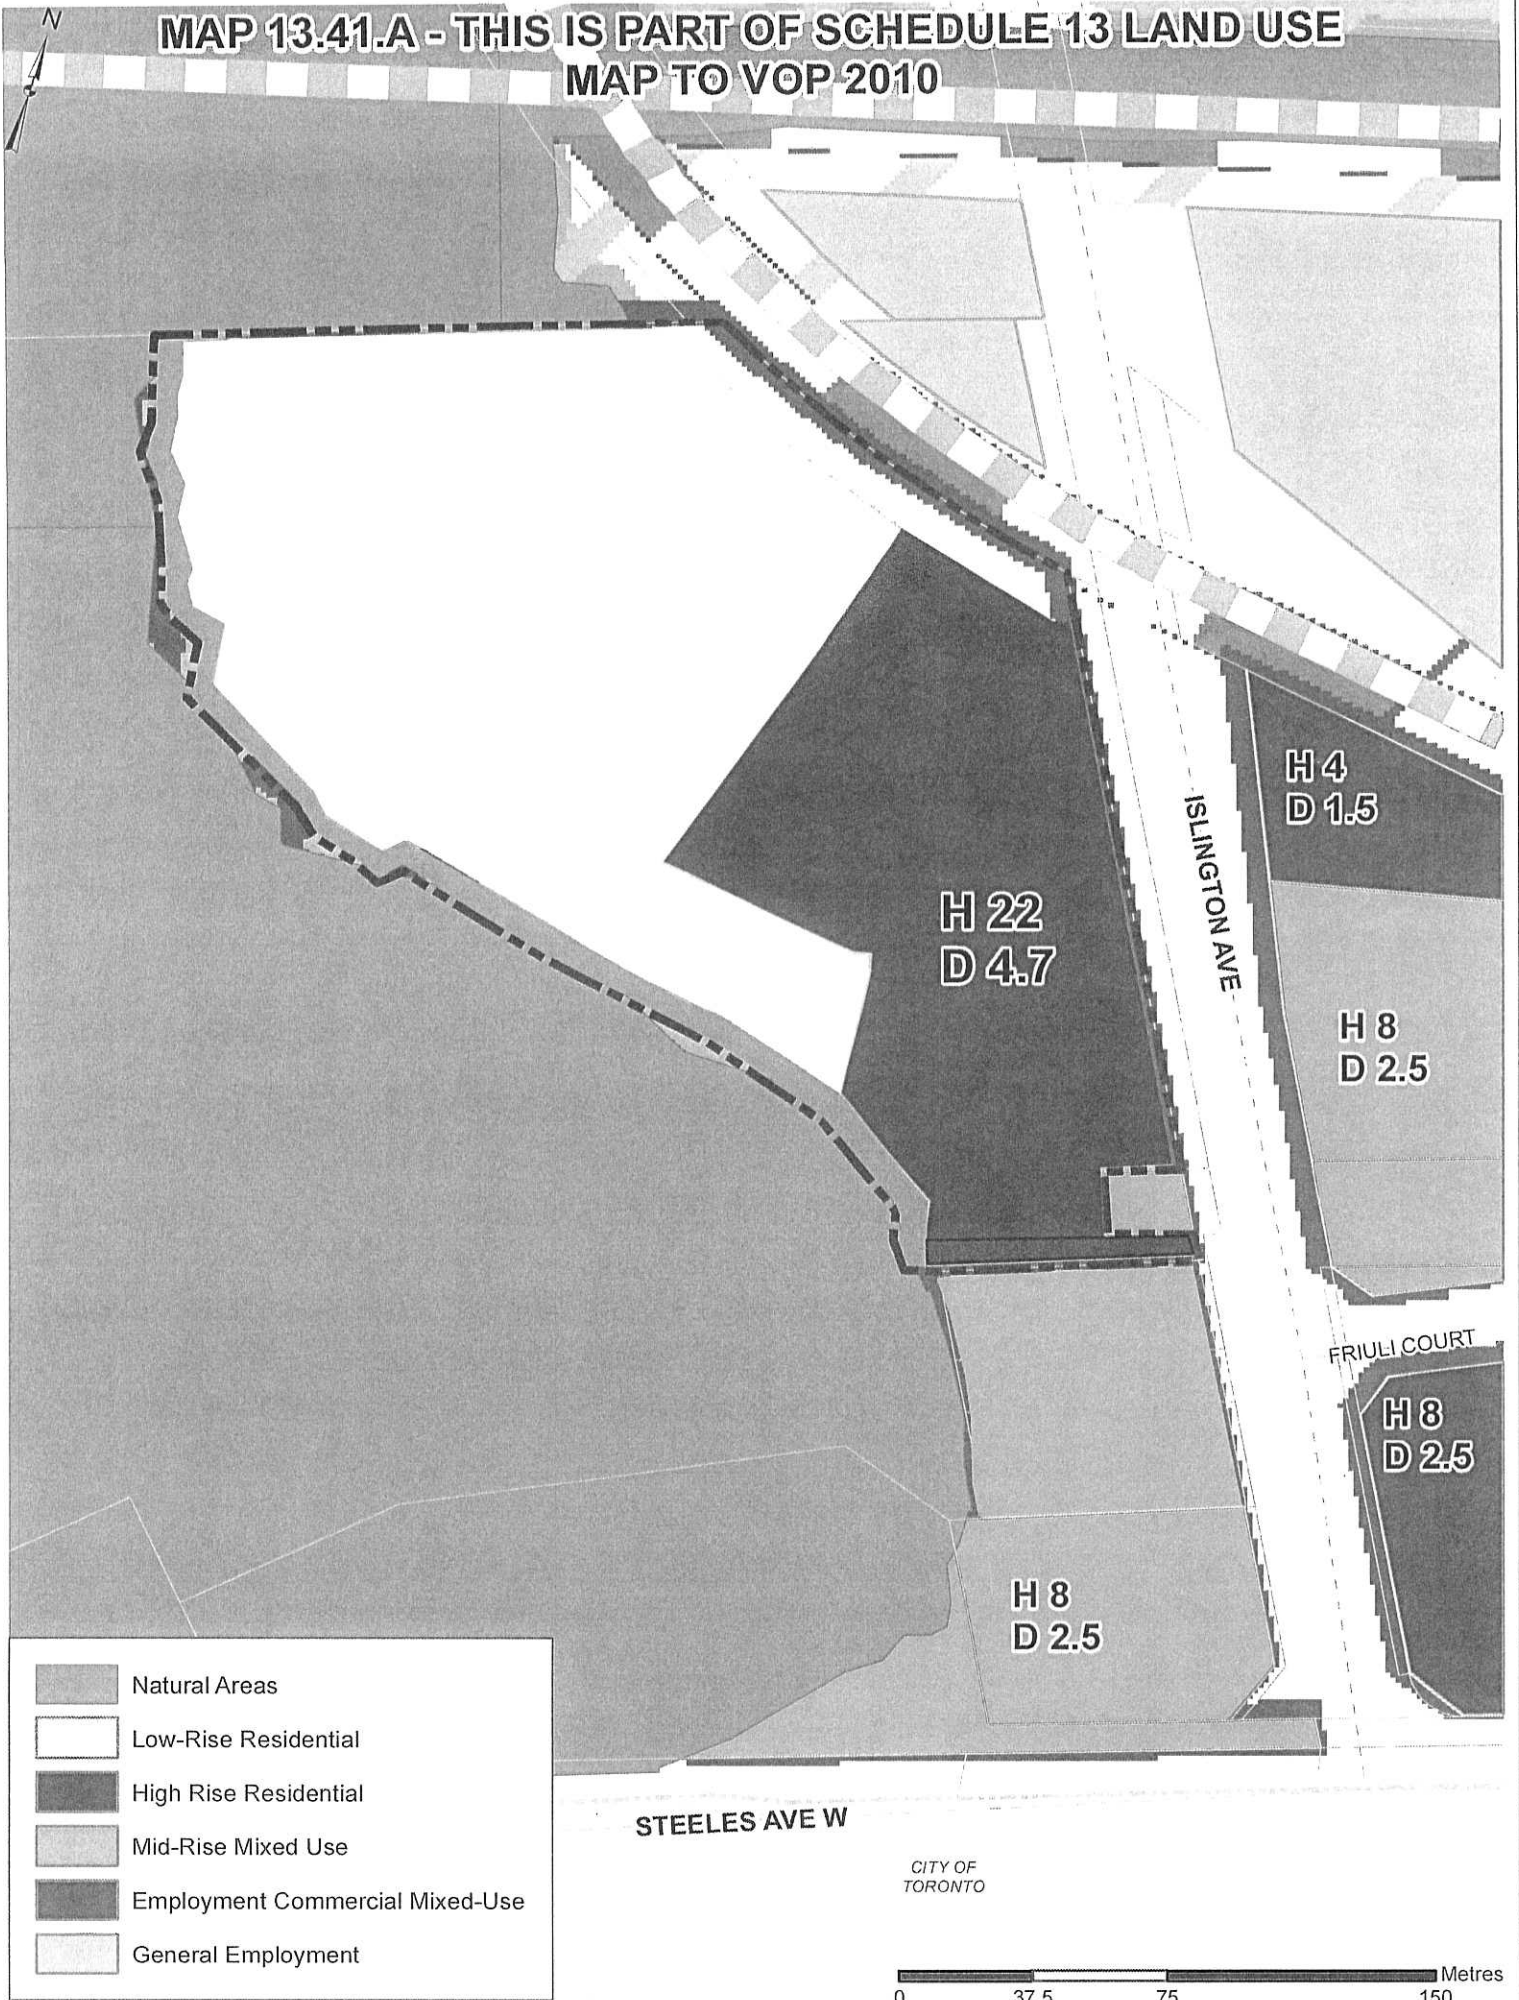 N
MAP 13.41.A - THIS IS PART OF SCHEDULE 13 LAND USE
MAP TO VOP 2010
H 4
D 1.5
ISLINGTON AVE
H 22
D 4.7
H 8
D 2.5
FRIULI COURT
H 8
D 2.5
H 8
D 2.5
Natural Areas
Low-Rise Residential
High Rise Residential
Mid-Rise Mixed Use
Employment Commercial Mixed-Use
General Employment
STEELES AVE W
CITY OF
TORONTO
Metres
0 37.5 75 150